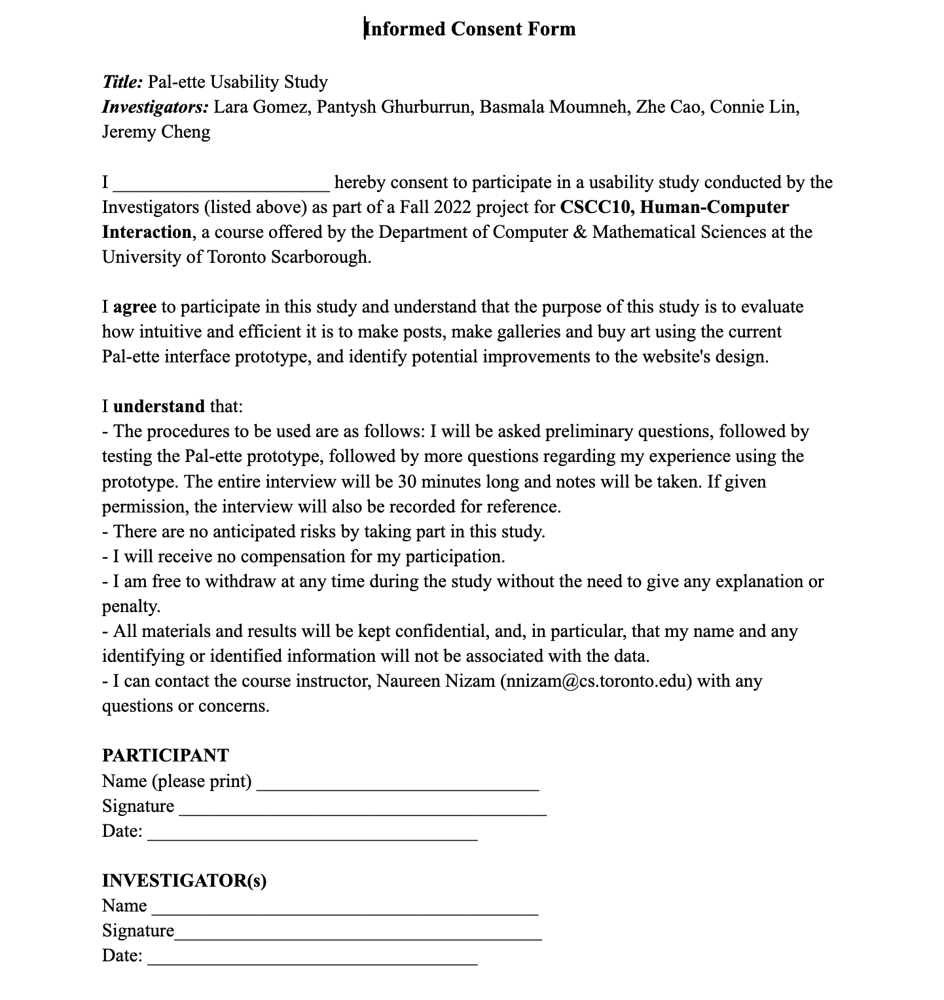 Informed Consent Form
Title: Pal-ette Usability Study
Investigators: Lara Gomez, Pantysh Ghurburrun, Basmala Moumneh, Zhe Cao, Connie Lin,
Jeremy Cheng
I _______________________ hereby consent to participate in a usability study conducted by the
Investigators (listed above) as part of a Fall 2022 project for CSCC10, Human-Computer
Interaction, a course offered by the Department of Computer & Mathematical Sciences at the
University of Toronto Scarborough.
I agree to participate in this study and understand that the purpose of this study is to evaluate
how intuitive and efficient it is to make posts, make galleries and buy art using the current
Pal-ette interface prototype, and identify potential improvements to the website's design.
I understand that:
- The procedures to be used are as follows: I will be asked preliminary questions, followed by
testing the Pal-ette prototype, followed by more questions regarding my experience using the
prototype. The entire interview will be 30 minutes long and notes will be taken. If given
permission, the interview will also be recorded for reference.
- There are no anticipated risks by taking part in this study.
- I will receive no compensation for my participation.
- I am free to withdraw at any time during the study without the need to give any explanation or
penalty.
- All materials and results will be kept confidential, and, in particular, that my name and any
identifying or identified information will not be associated with the data.
- I can contact the course instructor, Naureen Nizam (nnizam@cs.toronto.edu) with any
questions or concerns.
PARTICIPANT
Name (please print) ______________________________
Signature _______________________________________
Date: ___________________________________
INVESTIGATOR(s)
Name _________________________________________
Signature_______________________________________
Date: ___________________________________